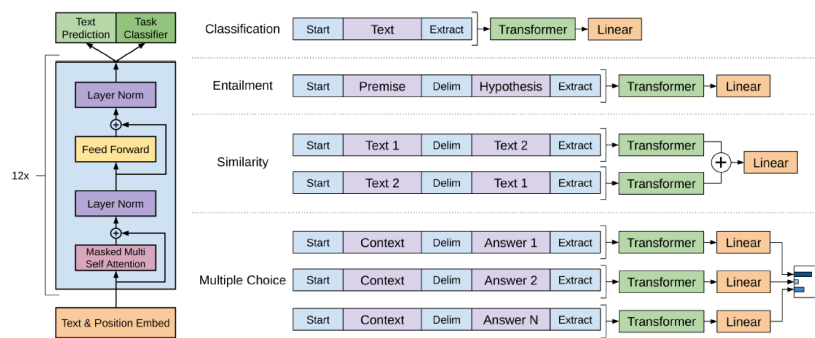 Text
Prediction
Task
Classifier
Layer Norm
Feed Forward
12x
Layer Norm
Masked Multi
Self Attention
Text & Position Embed
Classification
Start Text Extract Transformer Linear
Entailment
Start Premise Delim Hypothesis Extract Transformer Linear
Similarity
Start Text 1 Delim Text 2 Extract Transformer
Start Text 2 Delim Text 1 Extract Transformer
Linear
Multiple Choice
Start Context Delim Answer 1 Extract Transformer Linear
Start Context Delim Answer 2 Extract Transformer Linear
Start Context Delim Answer N Extract Transformer Linear